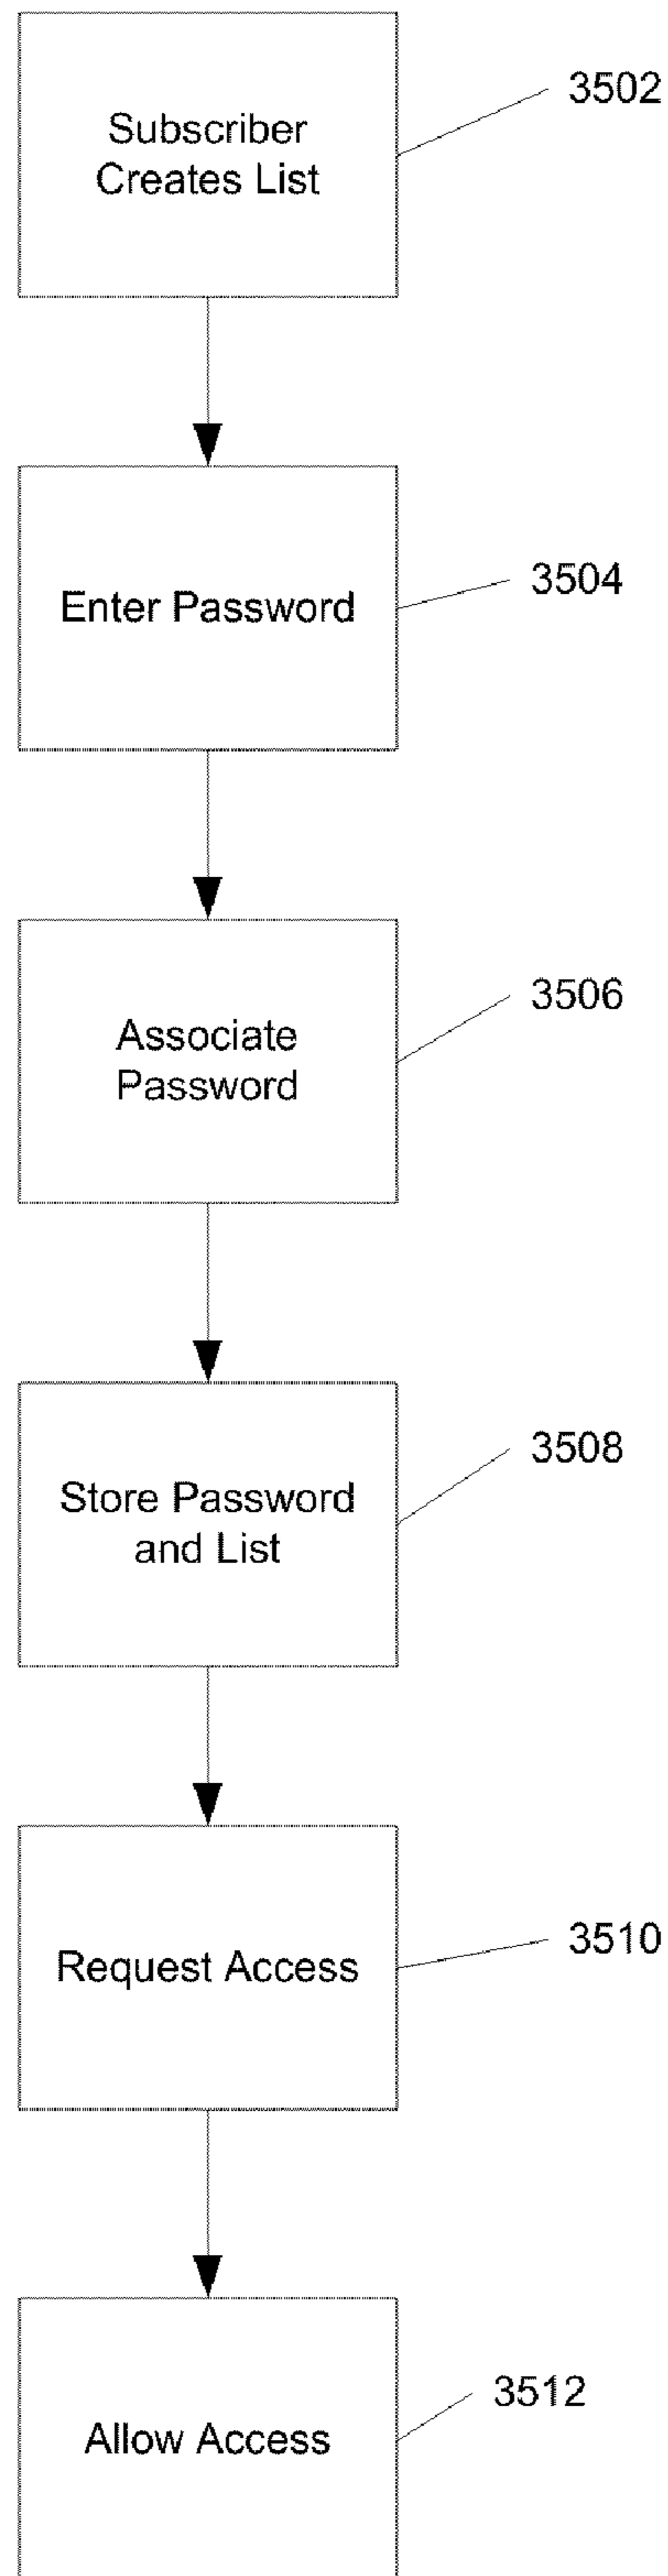 Subscriber
Creates List
3502
Enter Password
3504
Associate
Password
3506
Store Password
and List
3508
Request Access
3510
Allow Access
3512